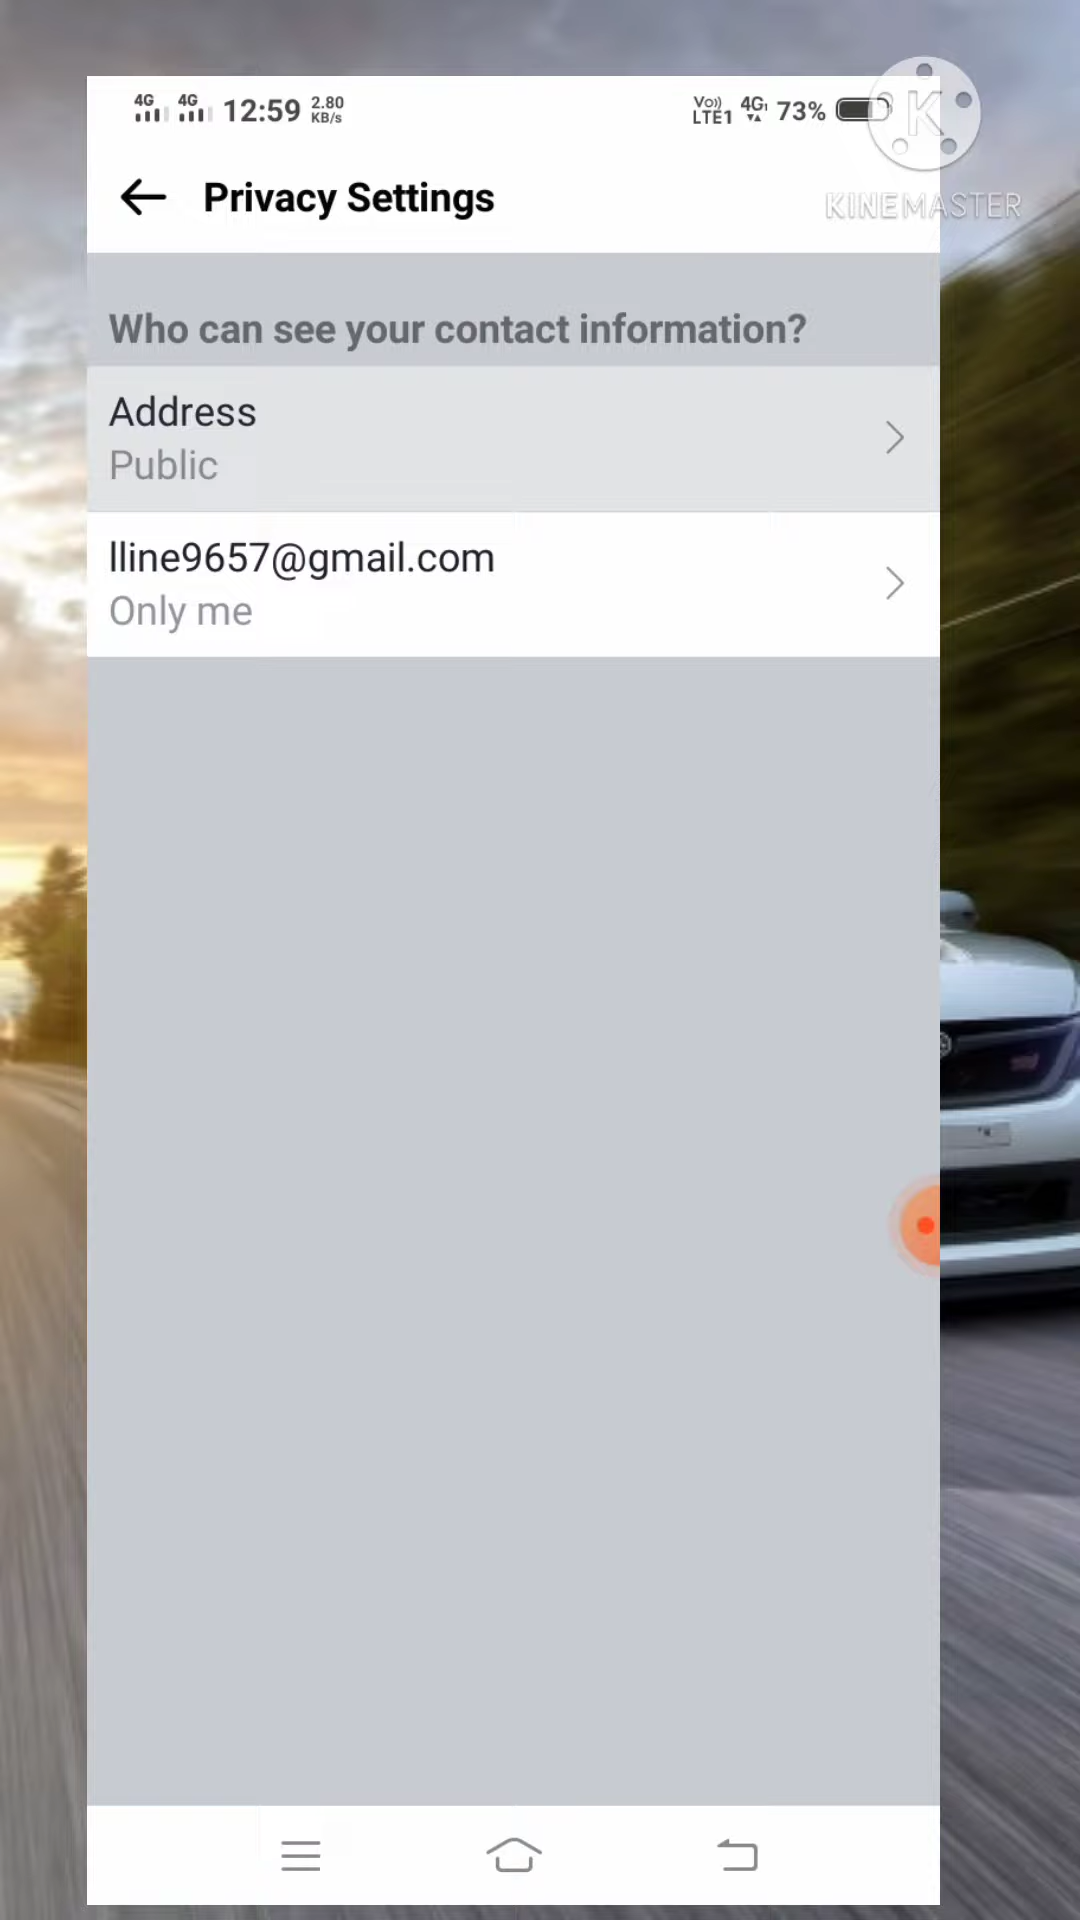 4G 4G 12:59 2.80 KB/s Vo)) LTE1 4G 73%
K
KINEMASTER
Privacy Settings
Who can see your contact information?
Address
Public
lline9657@gmail.com
Only me